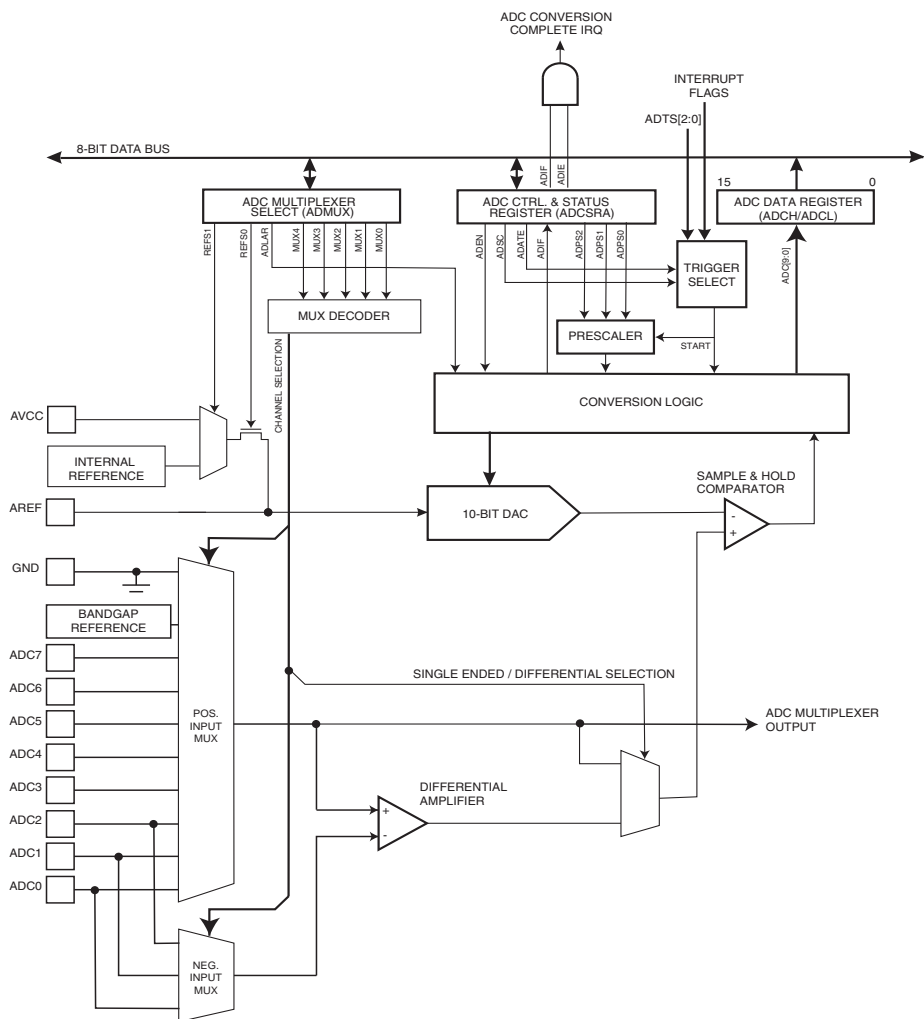 ADC CONVERSION
COMPLETE IRQ
INTERRUPT
FLAGS
ADTS[2:0]
8-BIT DATA BUS
ADIF
ADIE
15
0
ADC MULTIPLEXER
SELECT (ADMUX)
ADC CTRL. & STATUS
REGISTER (ADCSRA)
ADC DATA REGISTER
(ADCH/ADCL)
REFS1
REFS0
ADLAR
MUX4
MUX3
MUX2
MUX1
MUX0
ADEN
ADSC
ADATE
ADIF
ADPS2
ADPS1
ADPS0
ADC[9:0]
TRIGGER
SELECT
MUX DECODER
PRESCALER
START
CHANNEL SELECTION
CONVERSION LOGIC
AVCC
INTERNAL
REFERENCE
AREF
10-BIT DAC
SAMPLE & HOLD
COMPARATOR
-
+
GND
BANDGAP
REFERENCE
ADC7
ADC6
ADC5
ADC4
ADC3
ADC2
ADC1
ADC0
POS.
INPUT
MUX
SINGLE ENDED / DIFFERENTIAL SELECTION
ADC MULTIPLEXER
OUTPUT
DIFFERENTIAL
AMPLIFIER
+
-
NEG.
INPUT
MUX